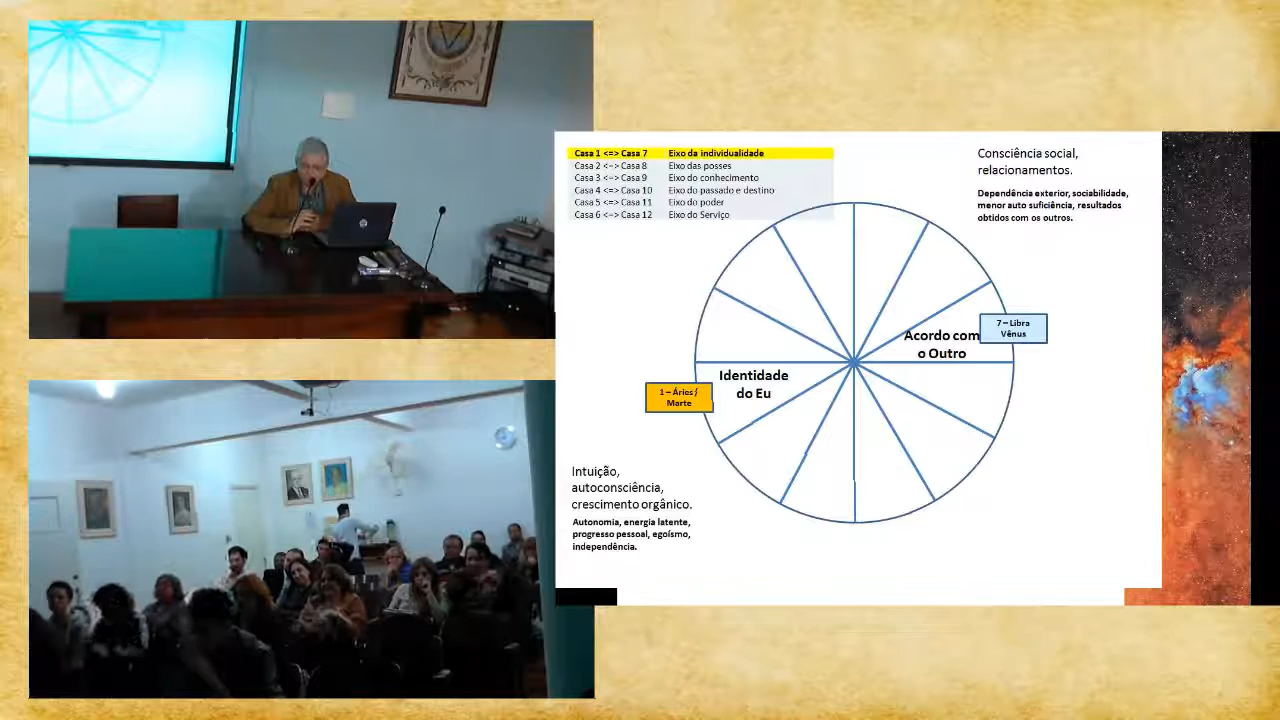 Casa 1 <=> Casa 7 Eixo da individualidade
Casa 2 <=> Casa 8 Eixo das posses
Casa 3 <=> Casa 9 Eixo do conhecimento
Casa 4 <=> Casa 10 Eixo do passado e destino
Casa 5 <=> Casa 11 Eixo do poder
Casa 6 <=> Casa 12 Eixo do Serviço
Consciência social,
relacionamentos.
Dependência exterior, sociabilidade,
menor auto suficiência, resultados
obtidos com os outros.
7 – Libra
Vênus
Acordo com
o Outro
Identidade
do Eu
1 – Áries /
Marte
Intuição,
autoconsciência,
crescimento orgânico.
Autonomia, energia latente,
progresso pessoal, egoísmo,
independência.